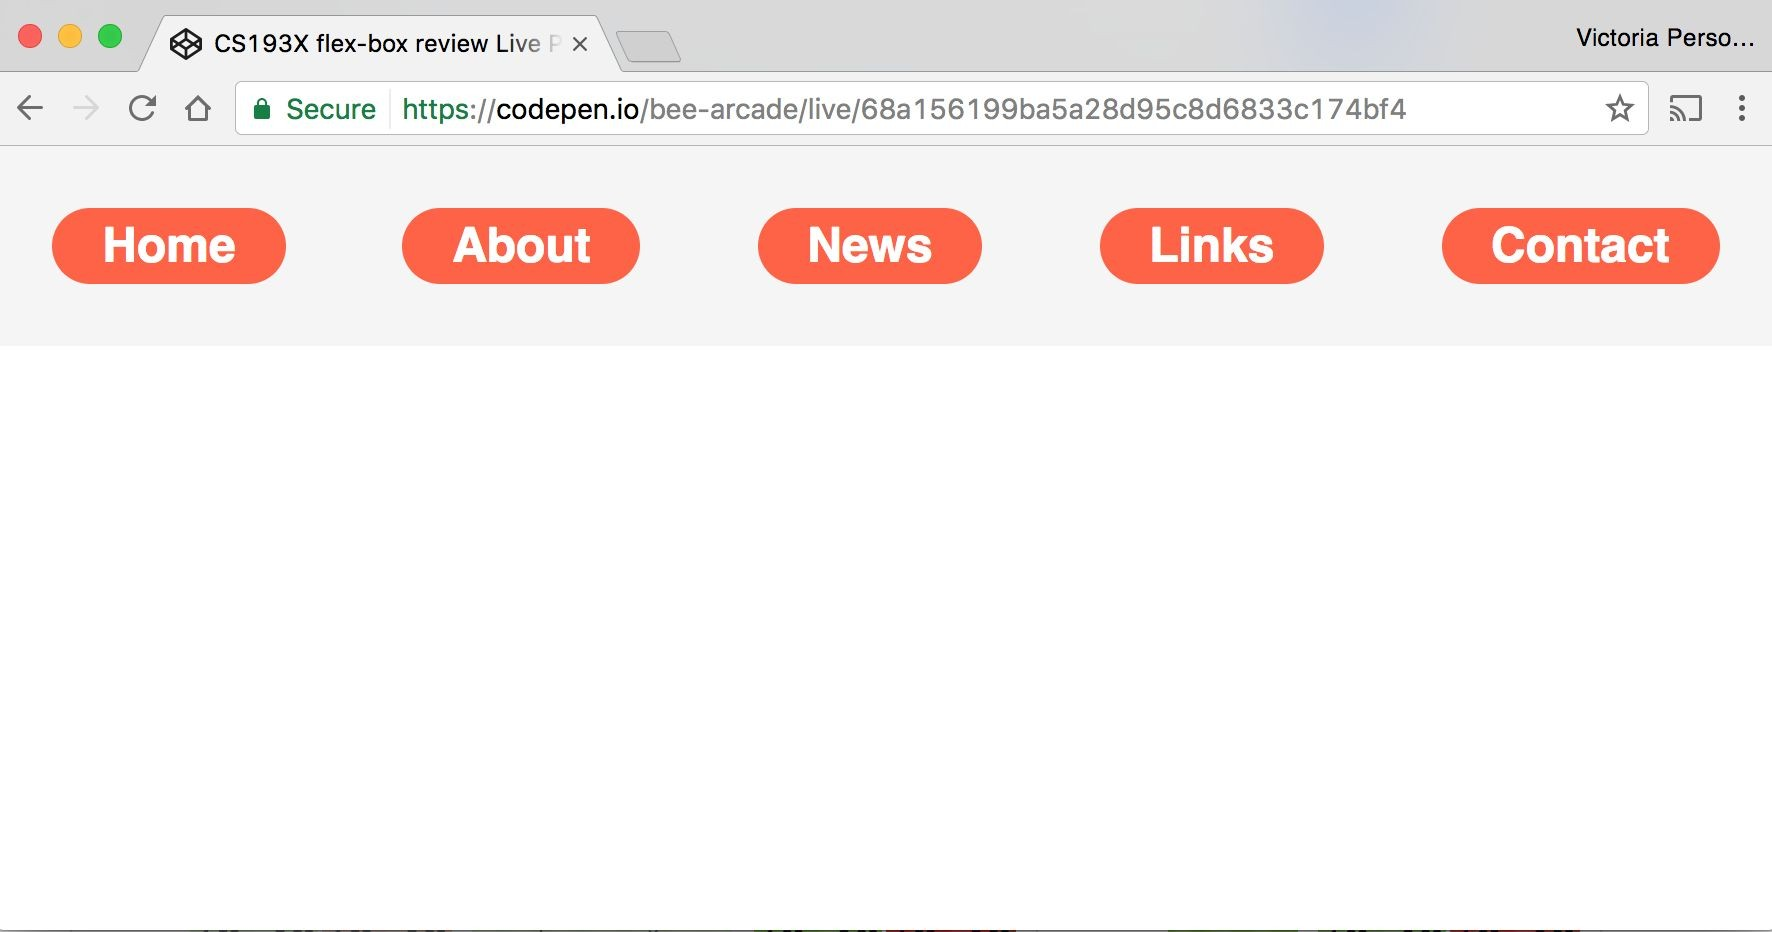 CS193X flex-box review Live P
Victoria Perso...
Secure https://codepen.io/bee-arcade/live/68a156199ba5a28d95c8d6833c174bf4
Home About News Links Contact